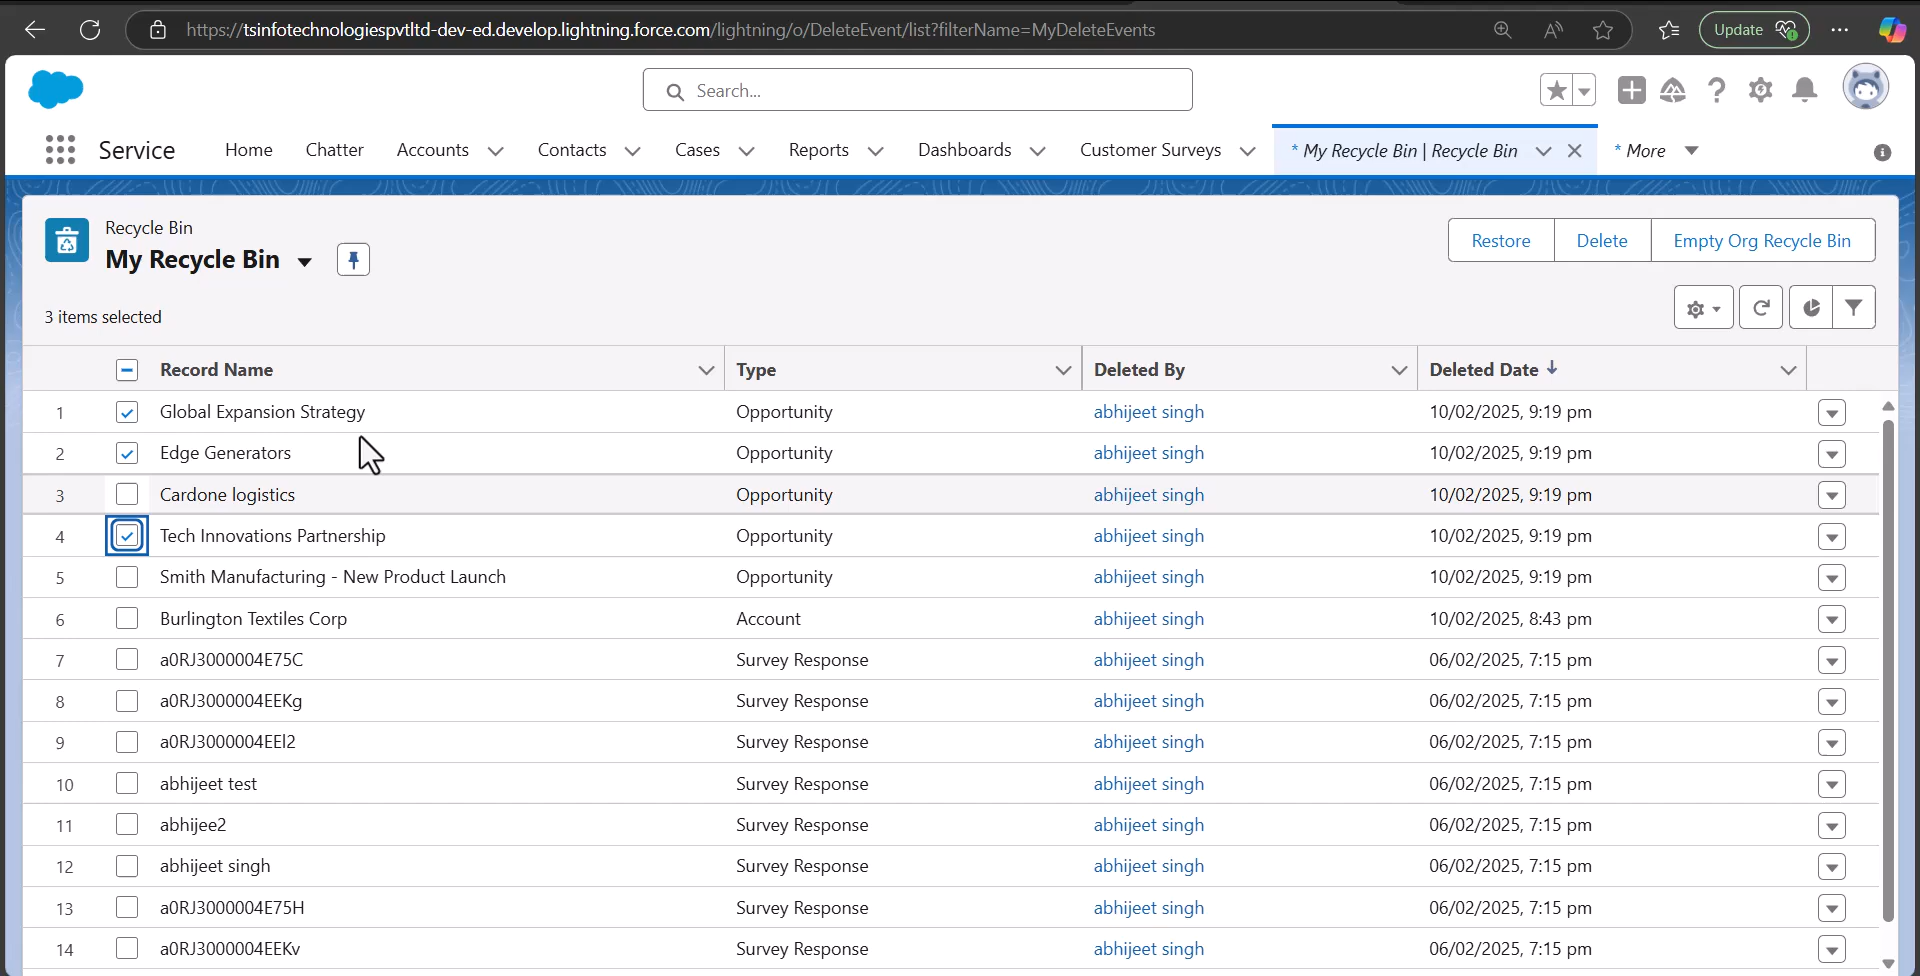 https://tsinfotechnologiespvtltd-dev-ed.develop.lightning.force.com/lightning/o/DeleteEvent/list?filterName=MyDeleteEvents
Update
Search...
Service Home Chatter Accounts Contacts Cases Reports Dashboards Customer Surveys * My Recycle Bin | Recycle Bin * More
Recycle Bin
My Recycle Bin
Restore Delete Empty Org Recycle Bin
3 items selected
Record Name Type Deleted By Deleted Date
1 Global Expansion Strategy Opportunity abhijeet singh 10/02/2025, 9:19 pm
2 Edge Generators Opportunity abhijeet singh 10/02/2025, 9:19 pm
3 Cardone logistics Opportunity abhijeet singh 10/02/2025, 9:19 pm
4 Tech Innovations Partnership Opportunity abhijeet singh 10/02/2025, 9:19 pm
5 Smith Manufacturing - New Product Launch Opportunity abhijeet singh 10/02/2025, 9:19 pm
6 Burlington Textiles Corp Account abhijeet singh 10/02/2025, 8:43 pm
7 a0RJ3000004E75C Survey Response abhijeet singh 06/02/2025, 7:15 pm
8 a0RJ3000004EEKg Survey Response abhijeet singh 06/02/2025, 7:15 pm
9 a0RJ3000004EEl2 Survey Response abhijeet singh 06/02/2025, 7:15 pm
10 abhijeet test Survey Response abhijeet singh 06/02/2025, 7:15 pm
11 abhijee2 Survey Response abhijeet singh 06/02/2025, 7:15 pm
12 abhijeet singh Survey Response abhijeet singh 06/02/2025, 7:15 pm
13 a0RJ3000004E75H Survey Response abhijeet singh 06/02/2025, 7:15 pm
14 a0RJ3000004EEKv Survey Response abhijeet singh 06/02/2025, 7:15 pm